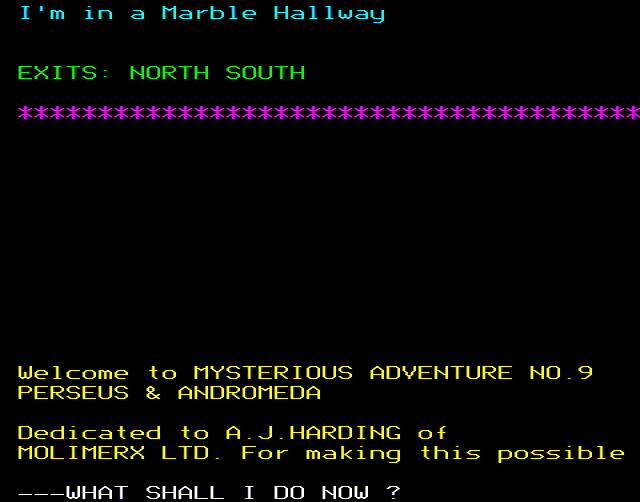 I'm in a Marble Hallway
EXITS: NORTH SOUTH
***************************************
Welcome to MYSTERIOUS ADVENTURE NO.9
PERSEUS & ANDROMEDA
Dedicated to A.J.HARDING of
MOLIMERX LTD. For making this possible
---WHAT SHALL I DO NOW ?